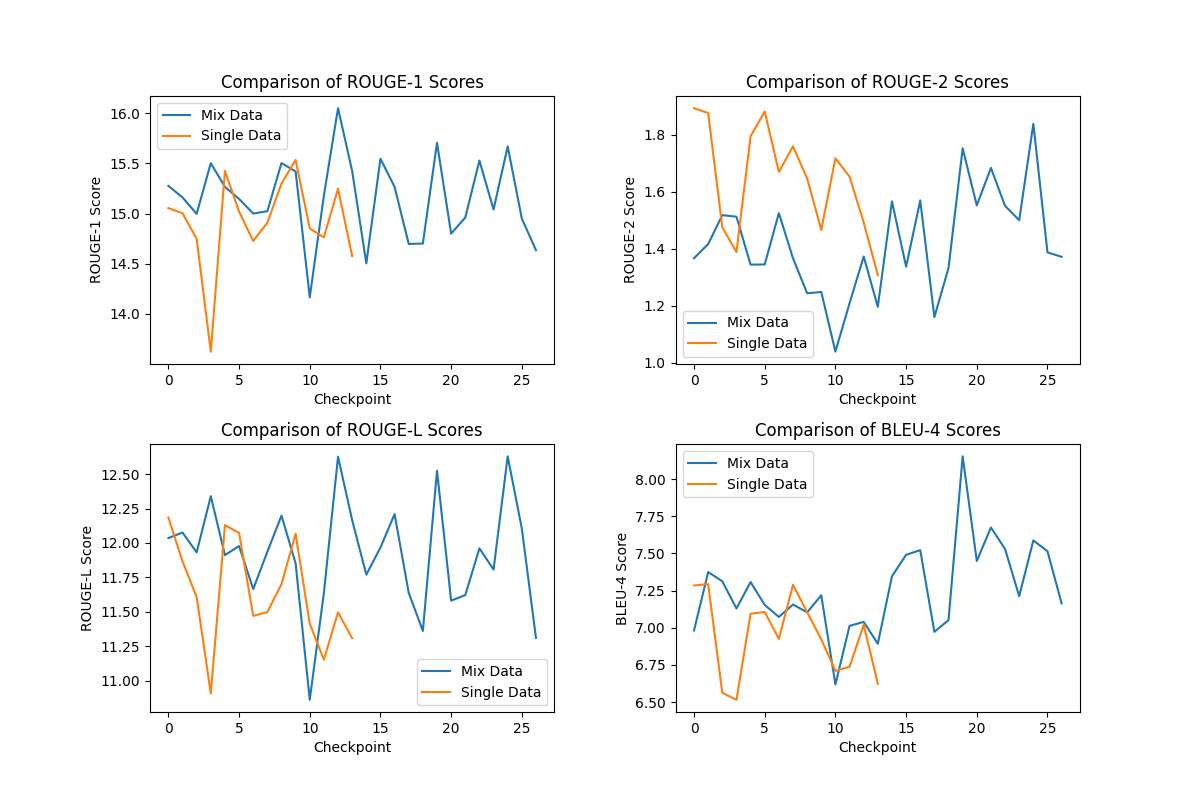 Comparison of ROUGE-1 Scores
16.0
15.5
15.0
14.5
14.0
ROUGE-1 Score
Mix Data
Single Data
0 5 10 15 20 25
Checkpoint
Comparison of ROUGE-2 Scores
1.8
1.6
1.4
1.2
1.0
ROUGE-2 Score
Mix Data
Single Data
0 5 10 15 20 25
Checkpoint
Comparison of ROUGE-L Scores
12.50
12.25
12.00
11.75
11.50
11.25
11.00
ROUGE-L Score
Mix Data
Single Data
0 5 10 15 20 25
Checkpoint
Comparison of BLEU-4 Scores
8.00
7.75
7.50
7.25
7.00
6.75
6.50
BLEU-4 Score
Mix Data
Single Data
0 5 10 15 20 25
Checkpoint